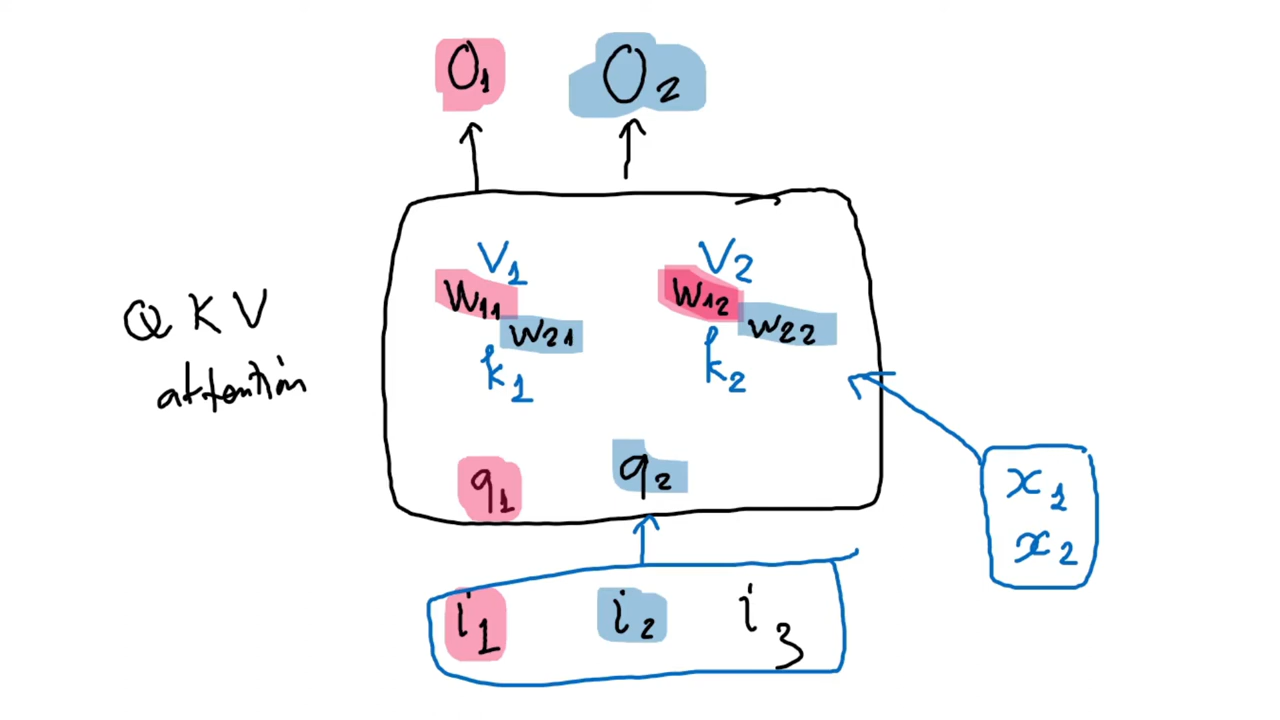 O1 O2
V1 V2
W11 W12
W21 W22
k1 k2
Q K V
attention
q1 q2
x1
x2
i1 i2 i3